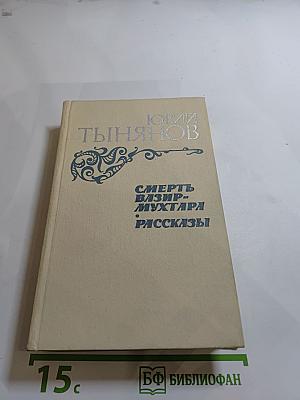 ЮРИЙ
ТЫНЯНОВ
СМЕРТЬ
ВАЗИР-
МУХТАРА
•
РАССКАЗЫ
15с
БФ БИБЛИОФАН